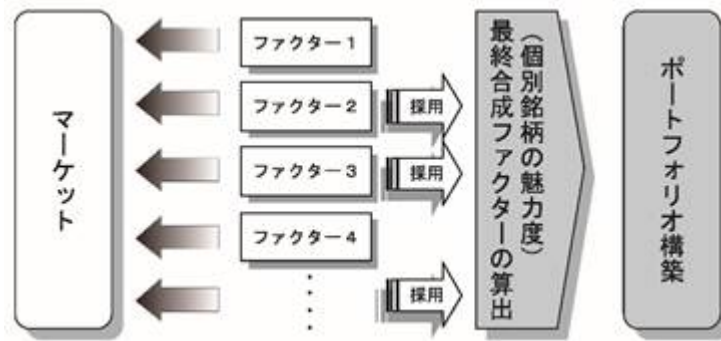 マーケット
ファクター1
ファクター2
採用
ファクター3
採用
ファクター4
採用
(個別銘柄の魅力度)
最終合成ファクターの算出
ポートフォリオ構築